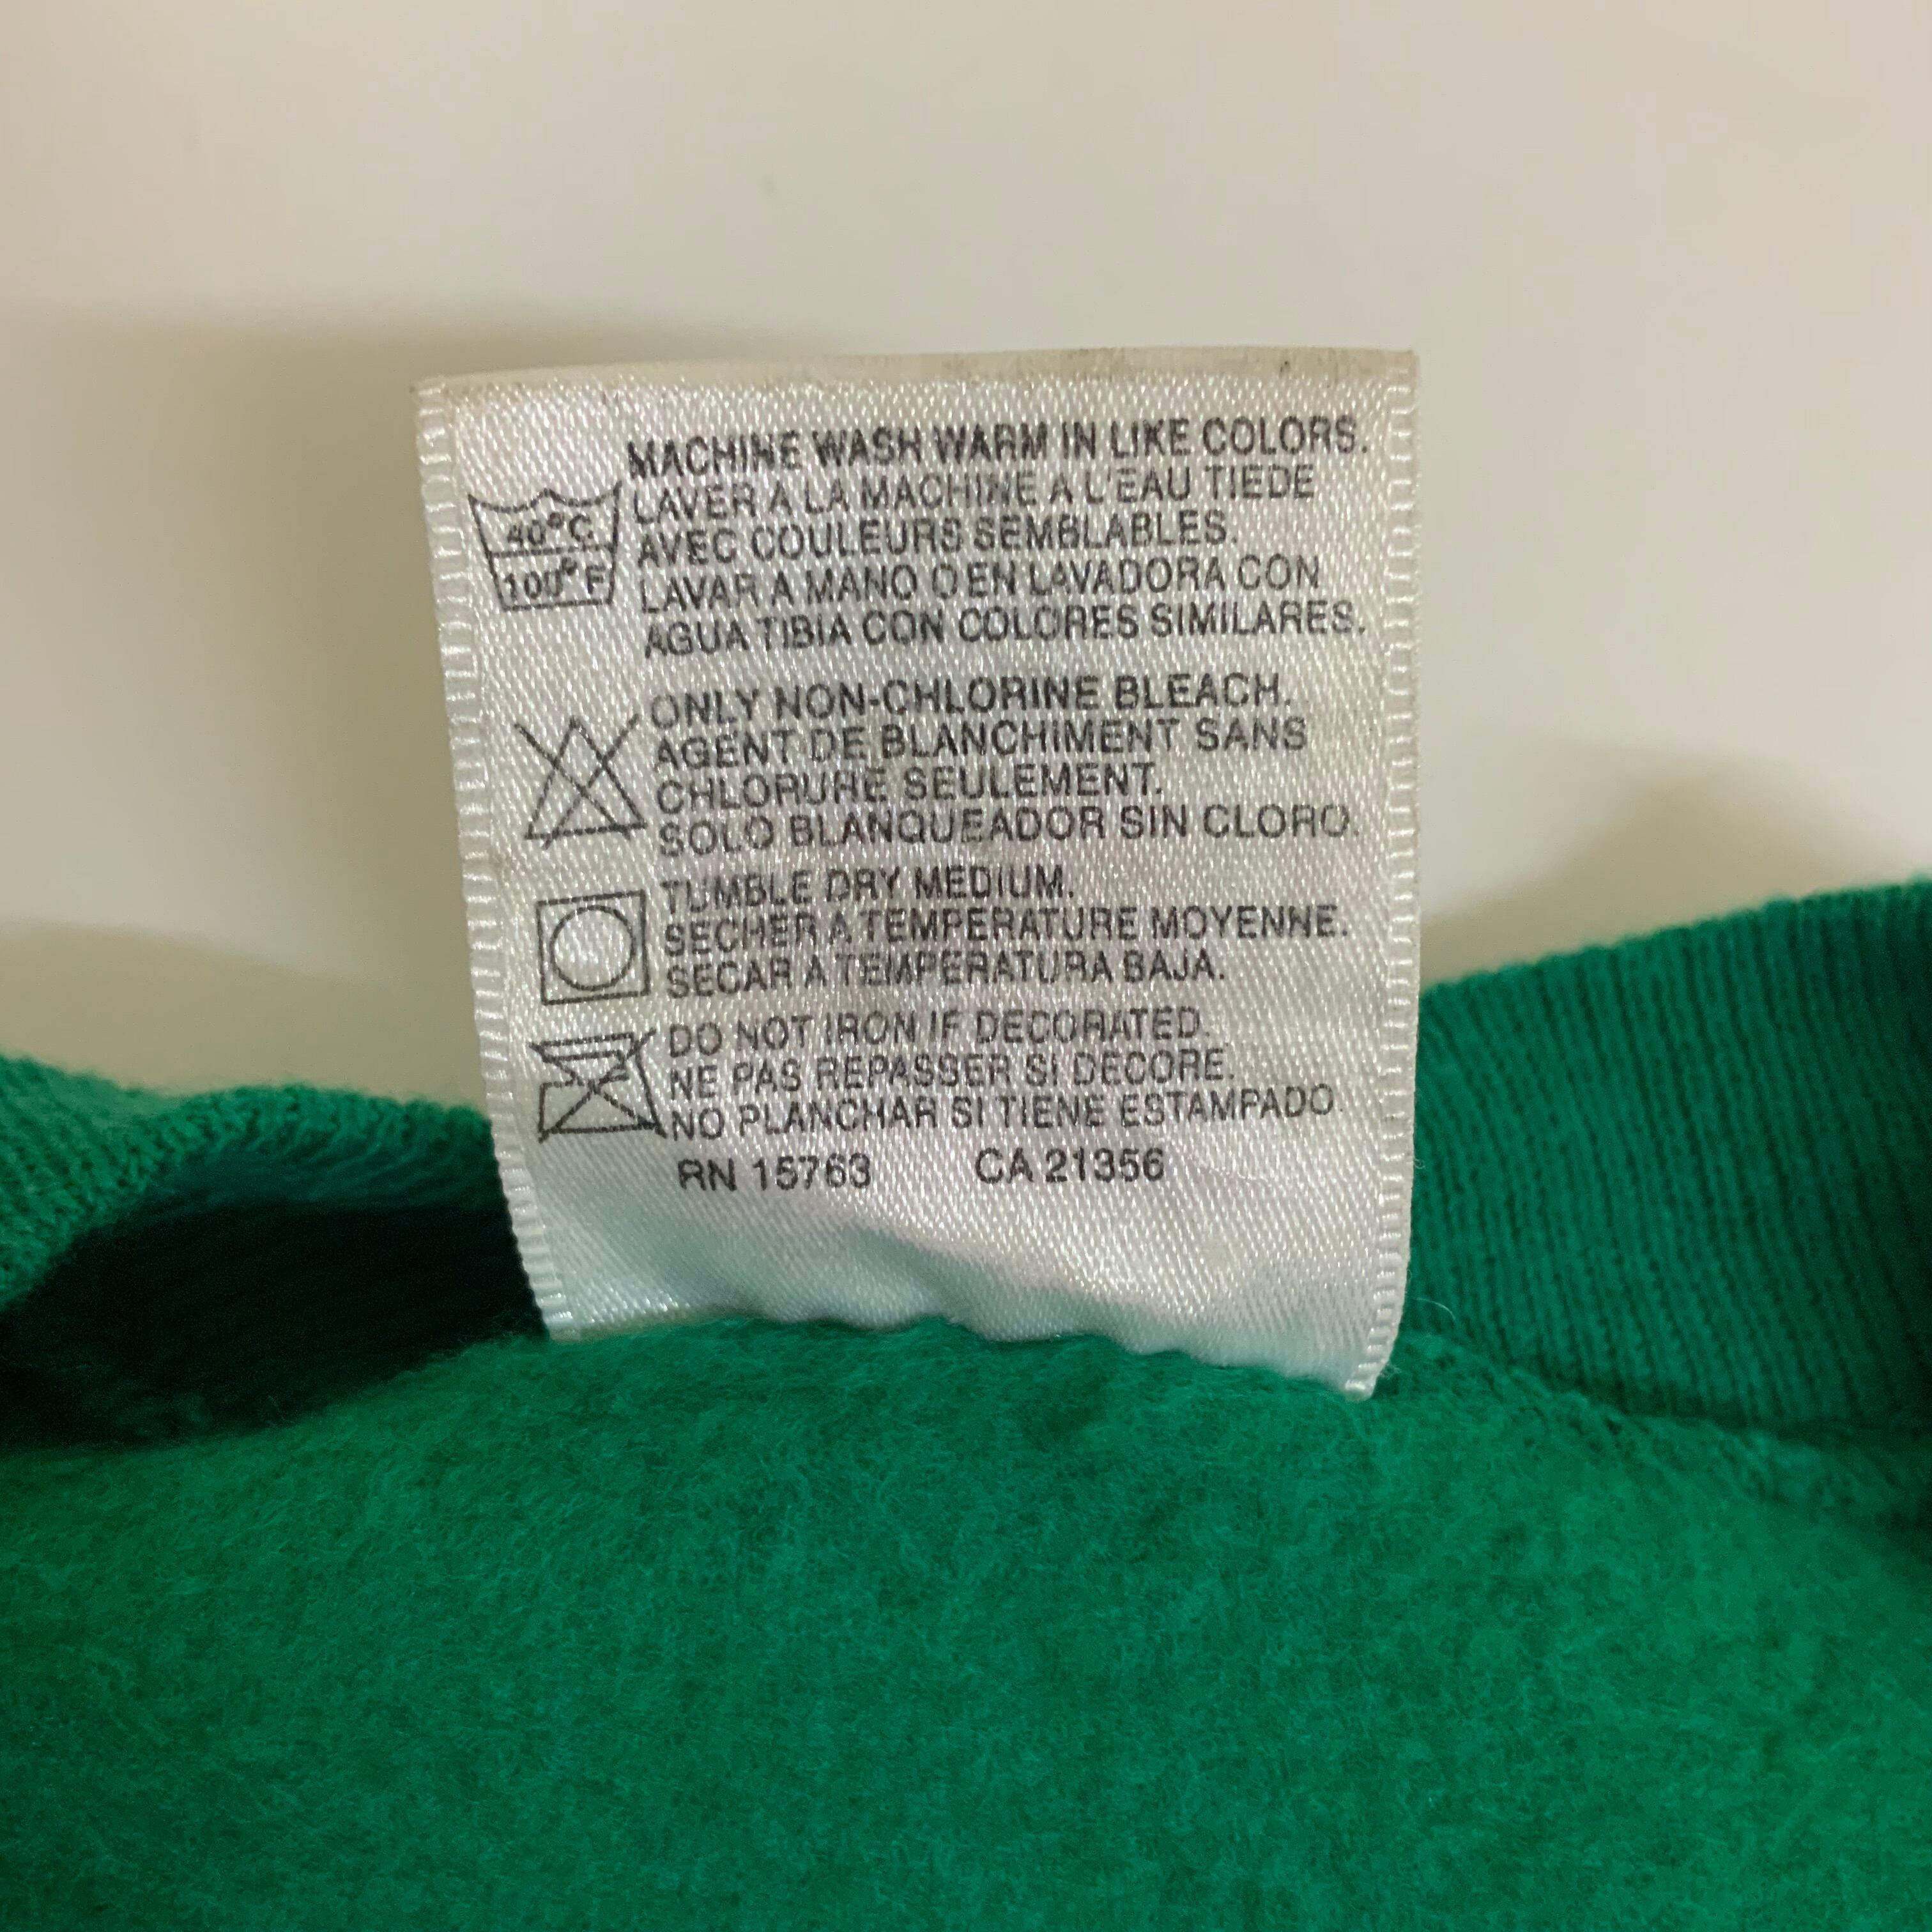 MACHINE WASH WARM IN LIKE COLORS.
LAVER A LA MACHINE A L'EAU TIEDE
AVEC COULEURS SEMBLABLES.
LAVAR A MANO O EN LAVADORA CON
AGUA TIBIA CON COLORES SIMILARES.
40°C
100°F
ONLY NON-CHLORINE BLEACH.
AGENT DE BLANCHIMENT SANS
CHLORURE SEULEMENT.
SOLO BLANQUEADOR SIN CLORO.
TUMBLE DRY MEDIUM.
SECHER A TEMPERATURE MOYENNE.
SECAR A TEMPERATURA BAJA.
DO NOT IRON IF DECORATED.
NE PAS REPASSER SI DECORE.
NO PLANCHAR SI TIENE ESTAMPADO.
RN 15763 CA 21356